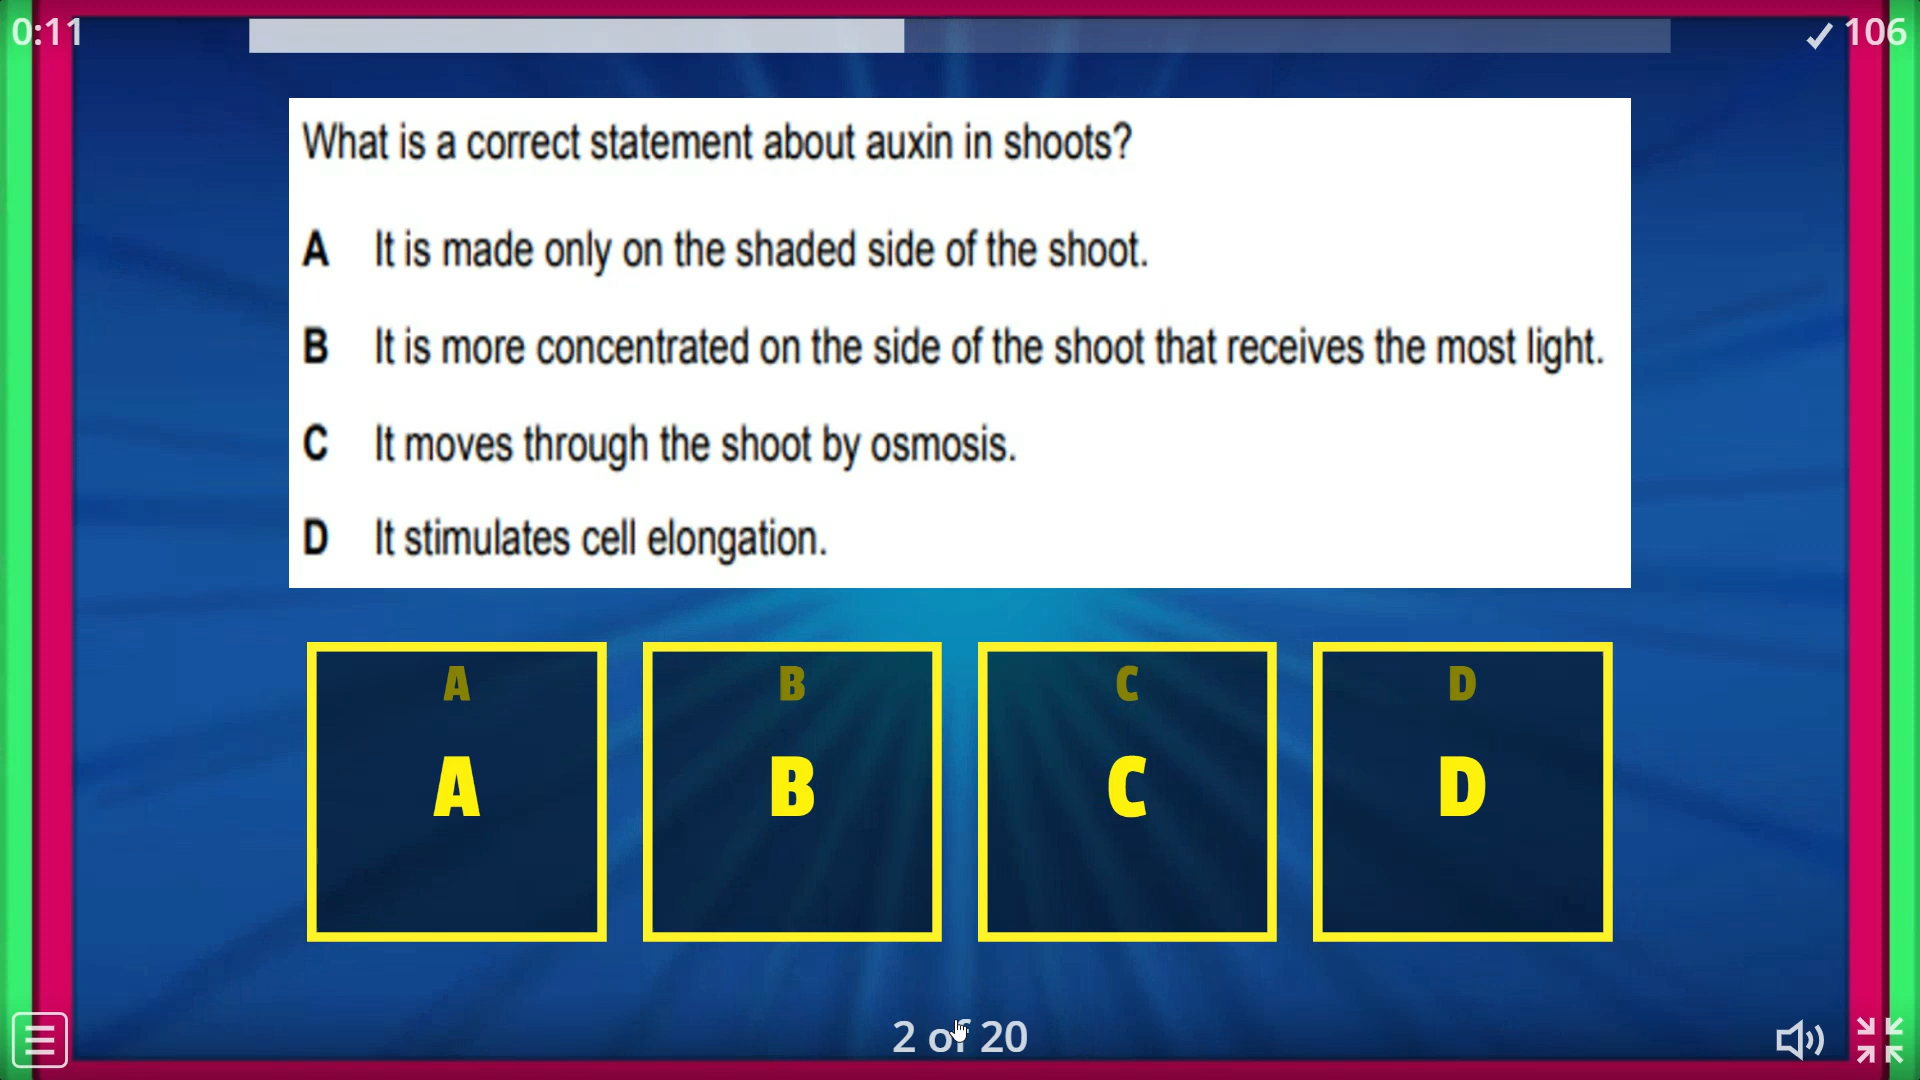 0:11
106
What is a correct statement about auxin in shoots?
A It is made only on the shaded side of the shoot.
B It is more concentrated on the side of the shoot that receives the most light.
C It moves through the shoot by osmosis.
D It stimulates cell elongation.
A B C D
A B C D
2 of 20